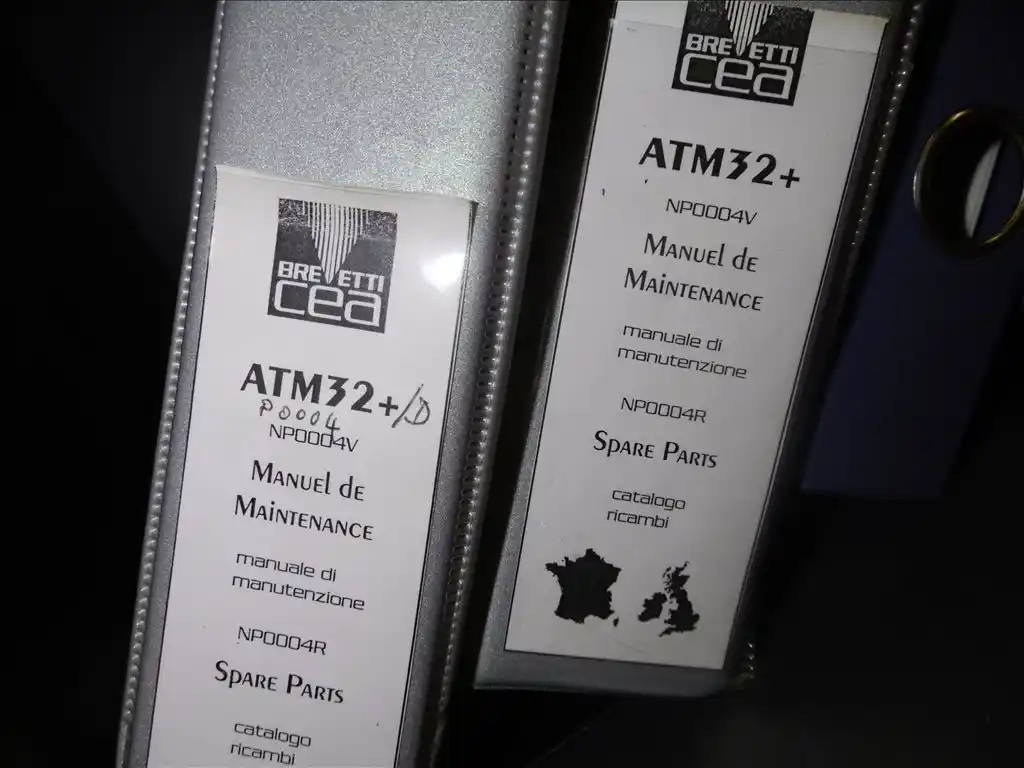 BREVETTI
cea
ATM32+/D
P0004
NP0004V
Manuel de
Maintenance
manuale di
manutenzione
NP0004R
Spare Parts
catalogo
ricambi
BREVETTI
cea
ATM32+
NP0004V
Manuel de
Maintenance
manuale di
manutenzione
NP0004R
Spare Parts
catalogo
ricambi